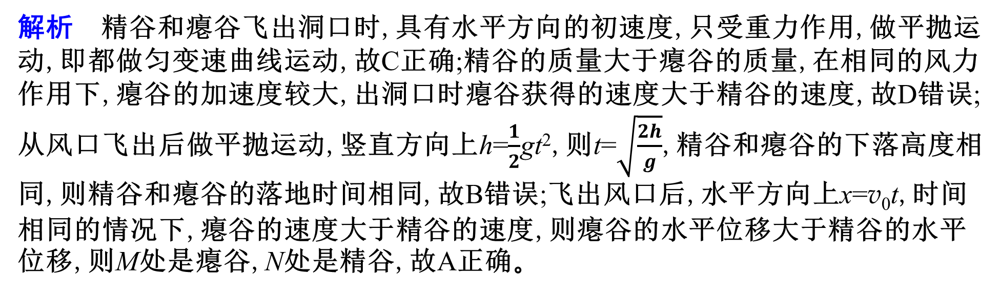 解析　精谷和瘪谷飞出洞口时, 具有水平方向的初速度, 只受重力作用, 做平抛运
动, 即都做匀变速曲线运动, 故C正确;精谷的质量大于瘪谷的质量, 在相同的风力
作用下, 瘪谷的加速度较大, 出洞口时瘪谷获得的速度大于精谷的速度, 故D错误;
从风口飞出后做平抛运动, 竖直方向上h=\frac{1}{2}gt², 则t=\sqrt{\frac{2h}{g}}, 精谷和瘪谷的下落高度相
同, 则精谷和瘪谷的落地时间相同, 故B错误;飞出风口后, 水平方向上x=v₀t, 时间
相同的情况下, 瘪谷的速度大于精谷的速度, 则瘪谷的水平位移大于精谷的水平
位移, 则M处是瘪谷, N处是精谷, 故A正确。